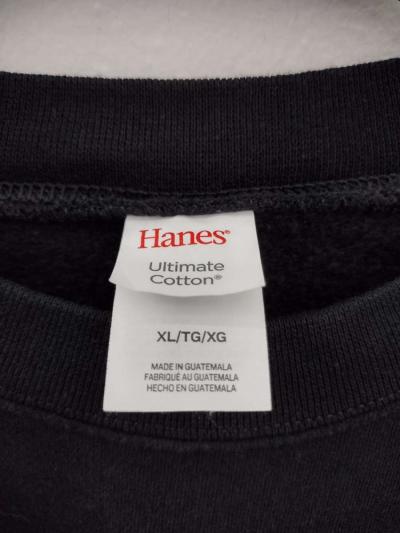 Hanes®
Ultimate
Cotton®
XL/TG/XG
MADE IN GUATEMALA
FABRIQUÉ AU GUATEMALA
HECHO EN GUATEMALA